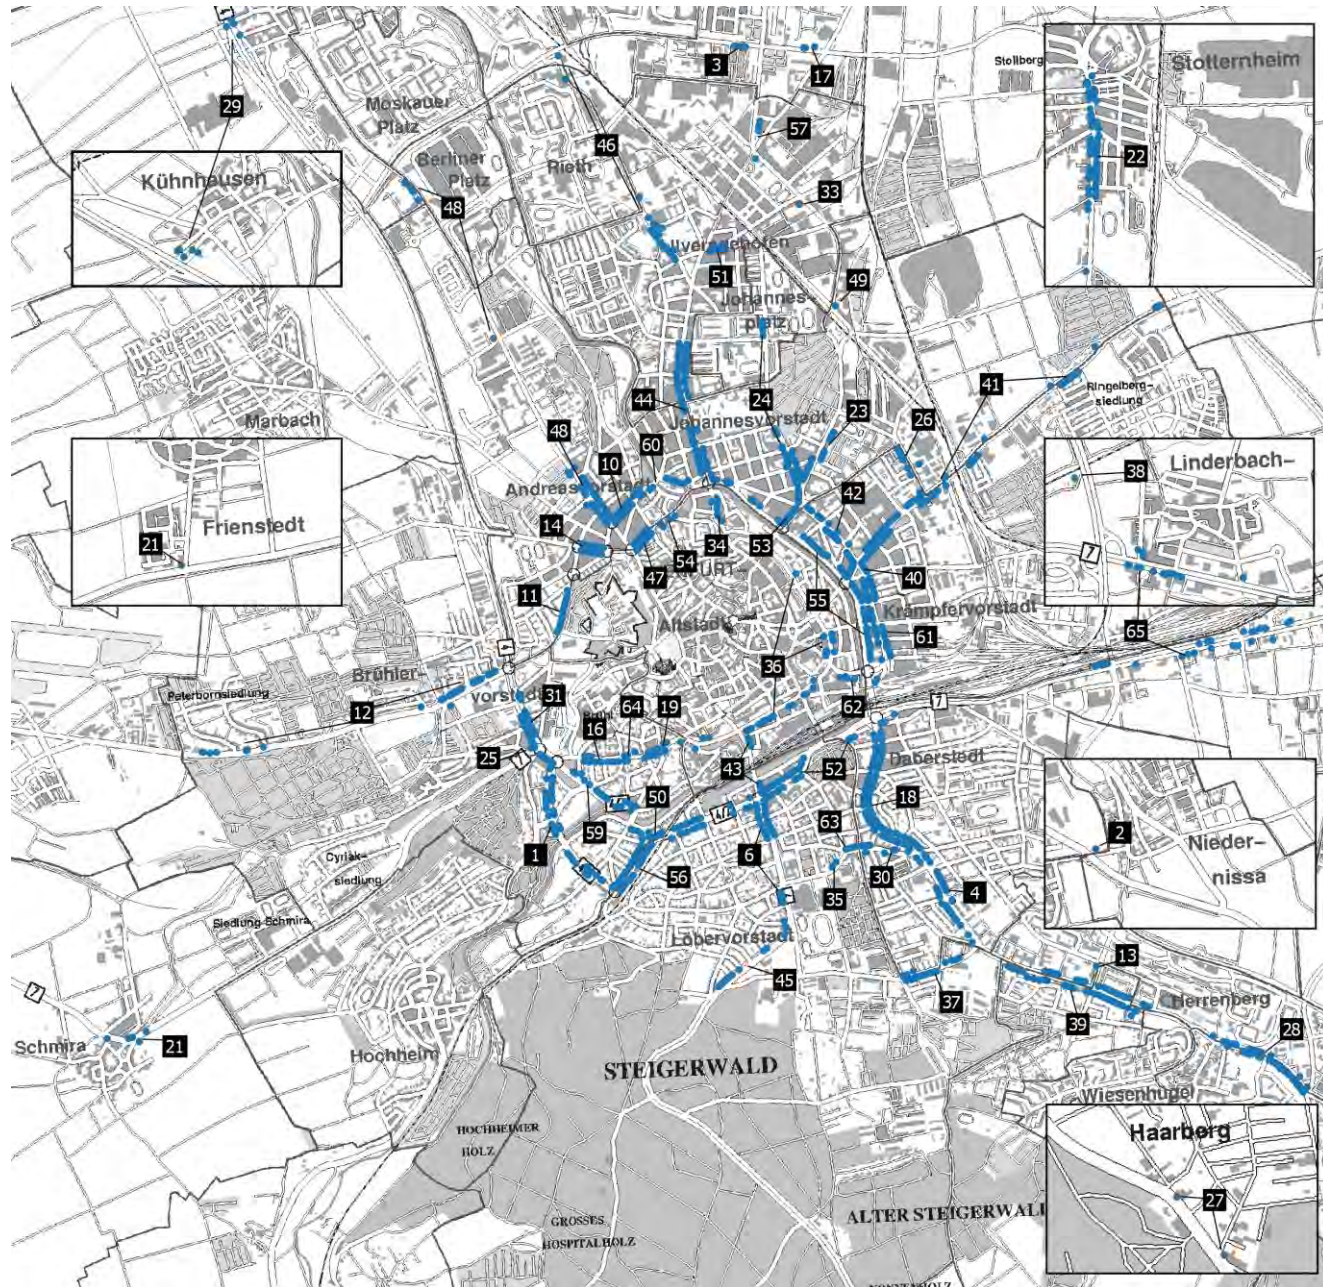 3
17
Stollberg
Stotternheim
29
Moskauer
Platz
46
57
Berliner
Platz
Rieth
22
Kühnhausen
48
33
Ilversgehofen
51
Johannes-
platz
49
41
Ringelberg-
siedlung
Marbach
44
24
Johannesvorstadt
23
26
48
60
10
Andreasvorstadt
42
38
Linderbach-
Frienstedt
21
14
47
54
34
53
7
11
40
Altstadt
55
Krämpfervorstadt
61
65
36
Brühler-
vorstadt
Peterbornsiedlung
12
31
64
19
62
7
16
25
7
43
52
Daberstedt
50
18
59
63
1
56
6
30
35
4
2
Nieder-
nissa
Cyriak-
siedlung
Siedlung-Schmira
Löbervorstadt
45
37
13
39
Herrenberg
28
7
Schmira
21
Hochheim
STEIGERWALD
Wiesenhügel
Haarberg
HOCHHEIMER
HOLZ
27
GROSSES
HOSPITALHOLZ
ALTER STEIGERWALD